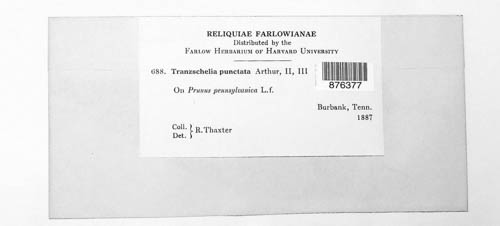 RELIQUIAE FARLOWIANAE
Distributed by the
FARLOW HERBARIUM OF HARVARD UNIVERSITY
688. Tranzschelia punctata Arthur, II, III
876377
On Prunus pennsylvanica L.f.
Burbank, Tenn.
1887
Coll. } R. Thaxter
Det.